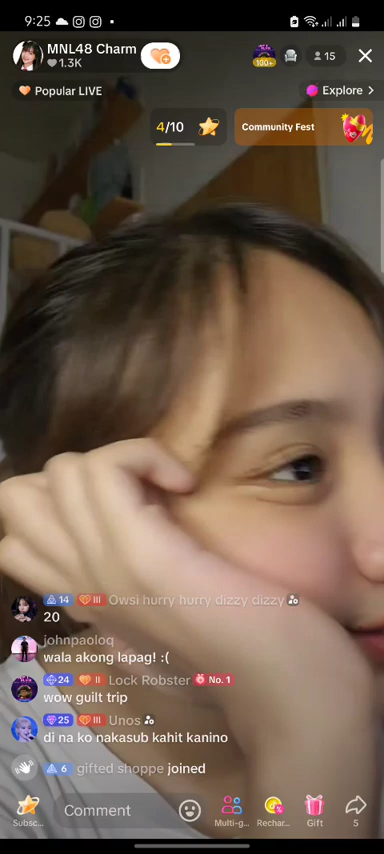 9:25
MNL48 Charm
1.3K
100+
15
Popular LIVE
Explore >
4/10
Community Fest
14 III Owsi hurry hurry dizzy dizzy
20
johnpaoloq
wala akong lapag! :(
24 II Lock Robster No. 1
wow guilt trip
25 III Unos
di na ko nakasub kahit kanino
6 gifted shoppe joined
Comment
Subsc... Multi-g... Rechar... Gift 5